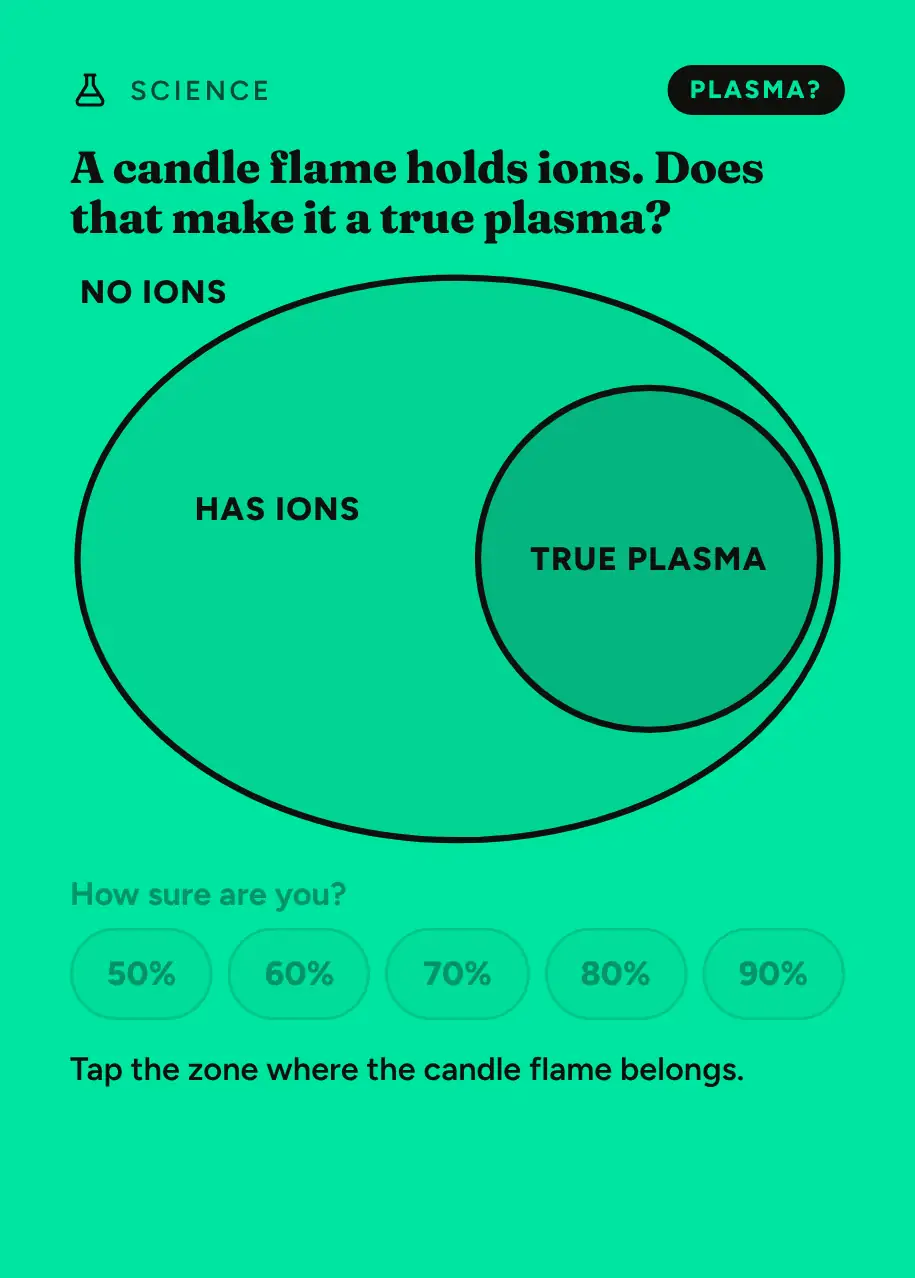 SCIENCE
PLASMA?
A candle flame holds ions. Does
that make it a true plasma?
NO IONS
HAS IONS
TRUE PLASMA
How sure are you?
50% 60% 70% 80% 90%
Tap the zone where the candle flame belongs.